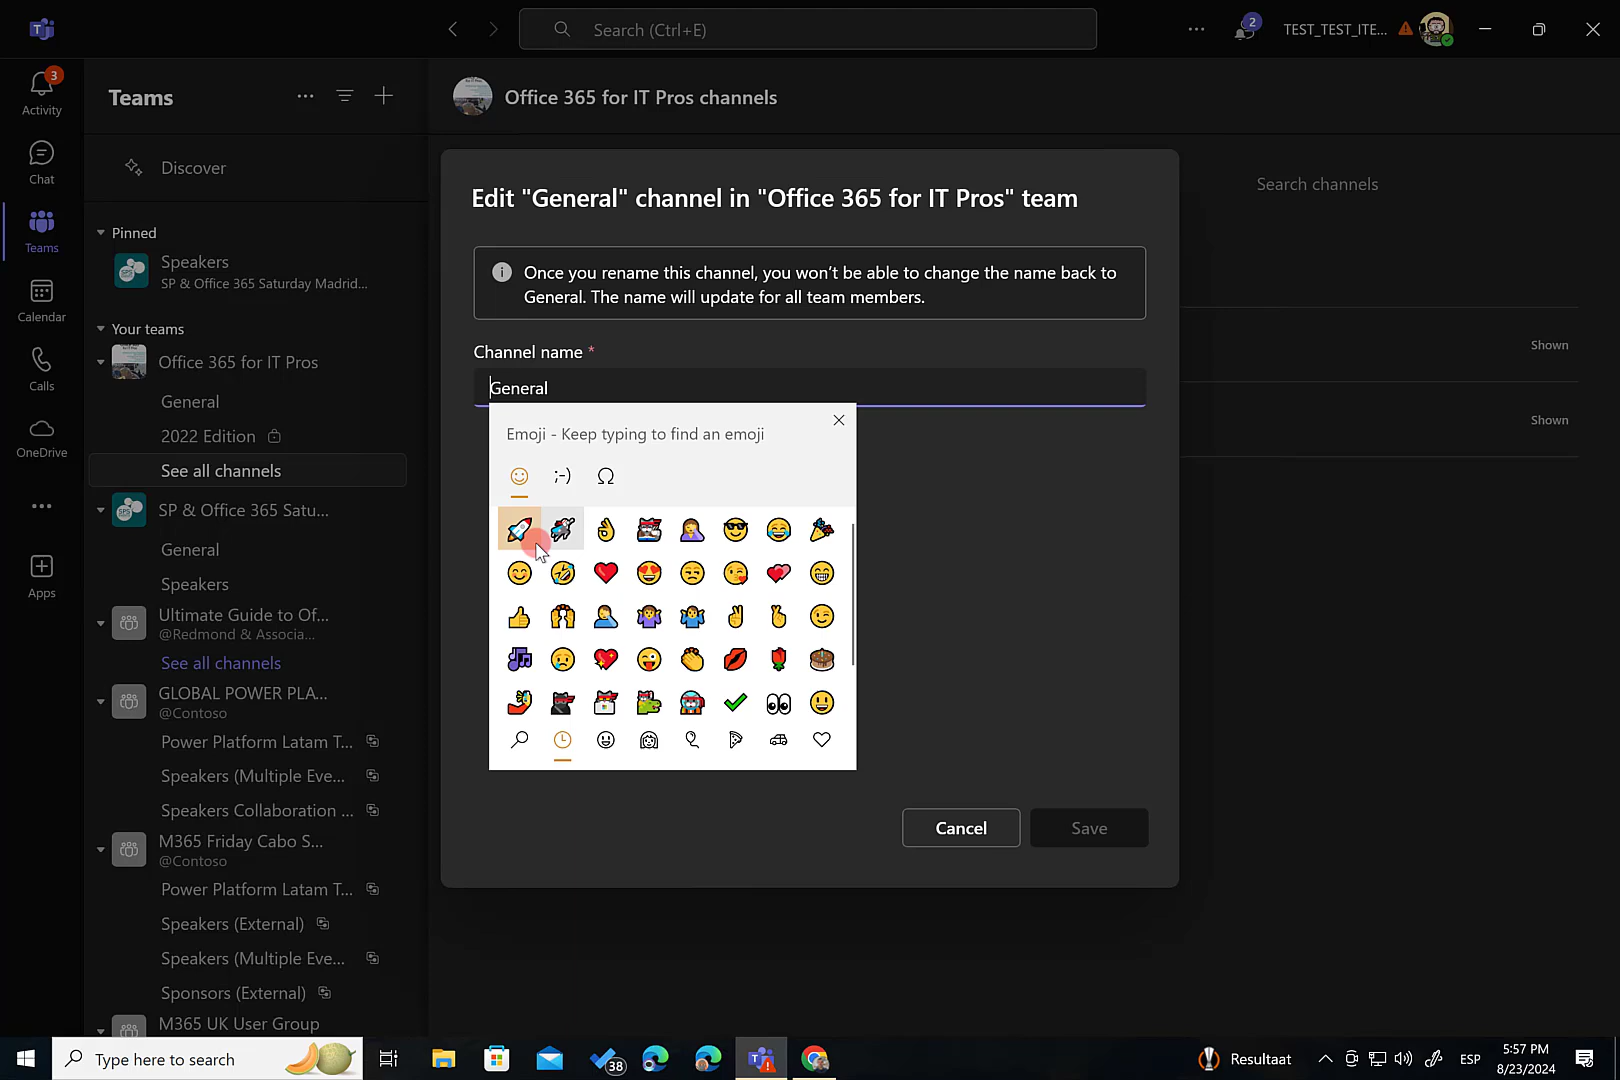 Search (Ctrl+E)
2
TEST_TEST_ITE...
3
Activity
Chat
Teams
Calendar
Calls
OneDrive
Apps
Teams
Discover
Pinned
Speakers
SP & Office 365 Saturday Madrid...
Your teams
Office 365 for IT Pros
General
2022 Edition
See all channels
SP & Office 365 Satu...
General
Speakers
Ultimate Guide to Of...
@Redmond & Associa...
See all channels
GLOBAL POWER PLA...
@Contoso
Power Platform Latam T...
Speakers (Multiple Eve...
Speakers Collaboration ...
M365 Friday Cabo S...
@Contoso
Power Platform Latam T...
Speakers (External)
Speakers (Multiple Eve...
Sponsors (External)
M365 UK User Group
Office 365 for IT Pros channels
Search channels
Shown
Shown
Edit "General" channel in "Office 365 for IT Pros" team
Once you rename this channel, you won't be able to change the name back to
General. The name will update for all team members.
Channel name *
General
Emoji - Keep typing to find an emoji
;-)
Ω
Cancel
Save
Type here to search
38
Resultaat
ESP
5:57 PM
8/23/2024